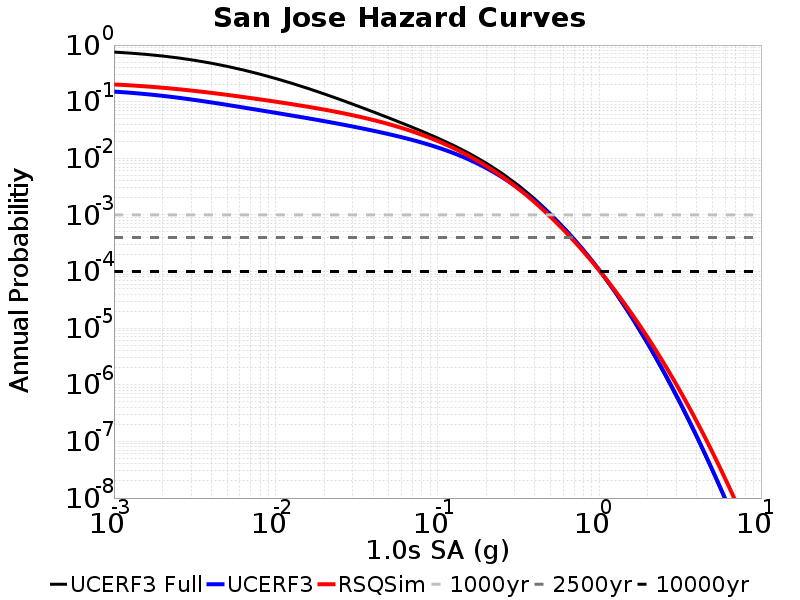 San Jose Hazard Curves
Annual Probabilitiy
10^0
10^-1
10^-2
10^-3
10^-4
10^-5
10^-6
10^-7
10^-8
10^-3 10^-2 10^-1 10^0 10^1
1.0s SA (g)
UCERF3 Full UCERF3 RSQSim 1000yr 2500yr 10000yr